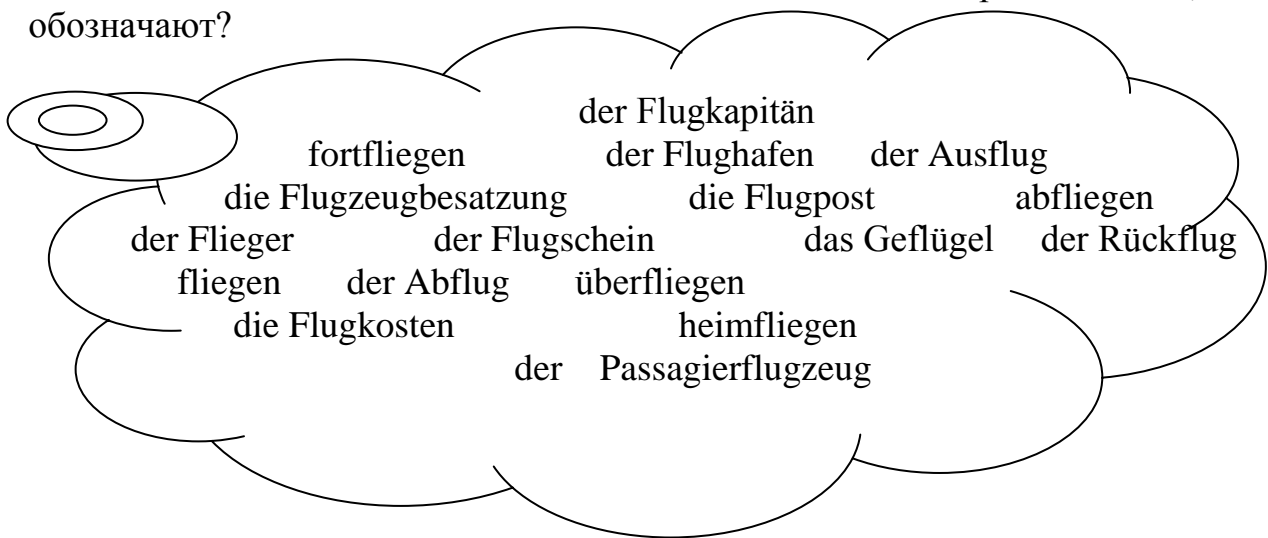 обозначают?
der Flugkapitän
fortfliegen der Flughafen der Ausflug
die Flugzeugbesatzung die Flugpost abfliegen
der Flieger der Flugschein das Geflügel der Rückflug
fliegen der Abflug überfliegen
die Flugkosten heimfliegen
der Passagierflugzeug